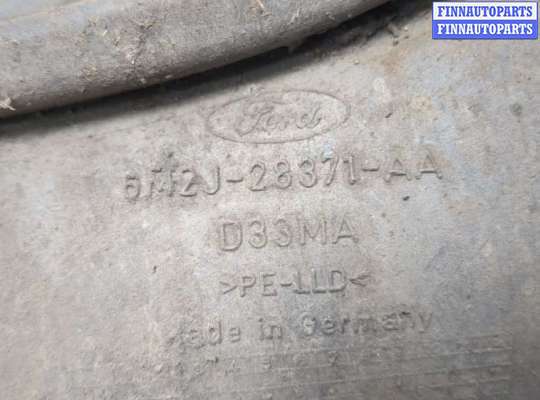 FINNAUTOPARTS
FINNAUTOPARTS
Ford
6M2J-28371-AA
D33MA
>PE-LLD<
Made in Germany